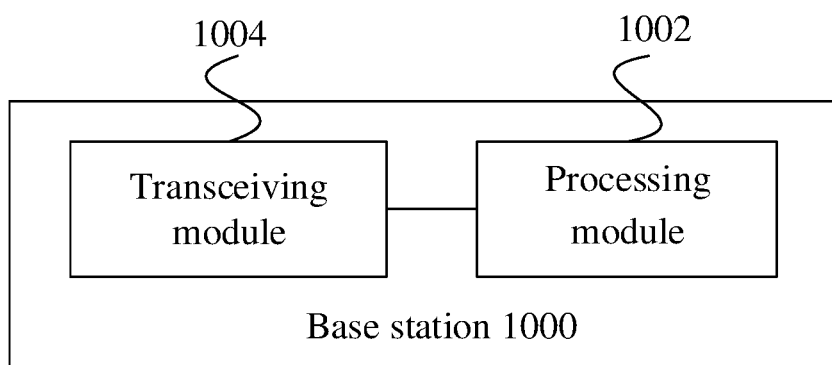 1004
1002
Transceiving
module
Processing
module
Base station 1000